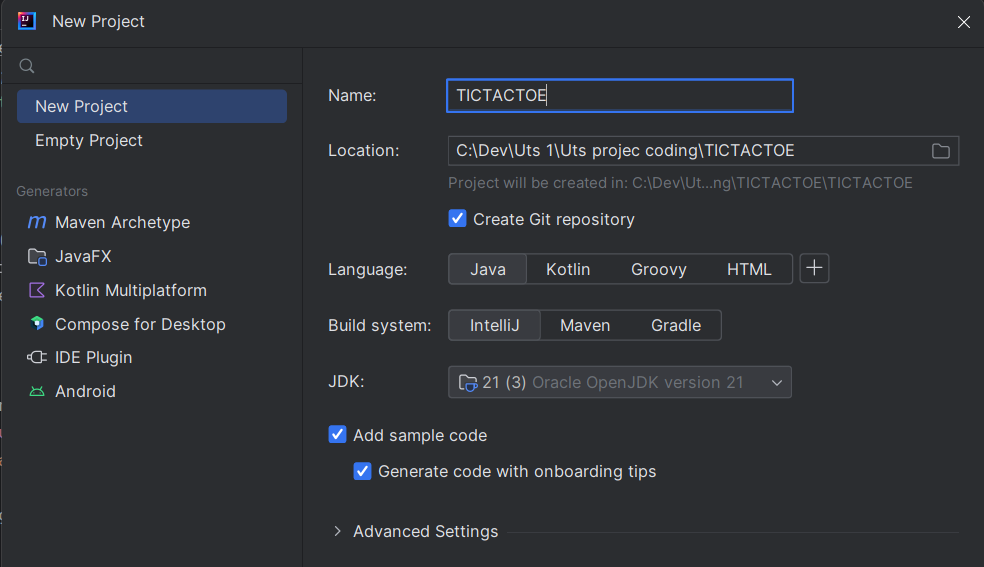 New Project
New Project
Empty Project
Generators
Maven Archetype
JavaFX
Kotlin Multiplatform
Compose for Desktop
IDE Plugin
Android
Name: TICTACTOE
Location: C:\Dev\Uts 1\Uts projec coding\TICTACTOE
Project will be created in: C:\Dev\Ut...ng\TICTACTOE\TICTACTOE
Create Git repository
Language: Java Kotlin Groovy HTML
Build system: IntelliJ Maven Gradle
JDK: 21 (3) Oracle OpenJDK version 21
Add sample code
Generate code with onboarding tips
Advanced Settings